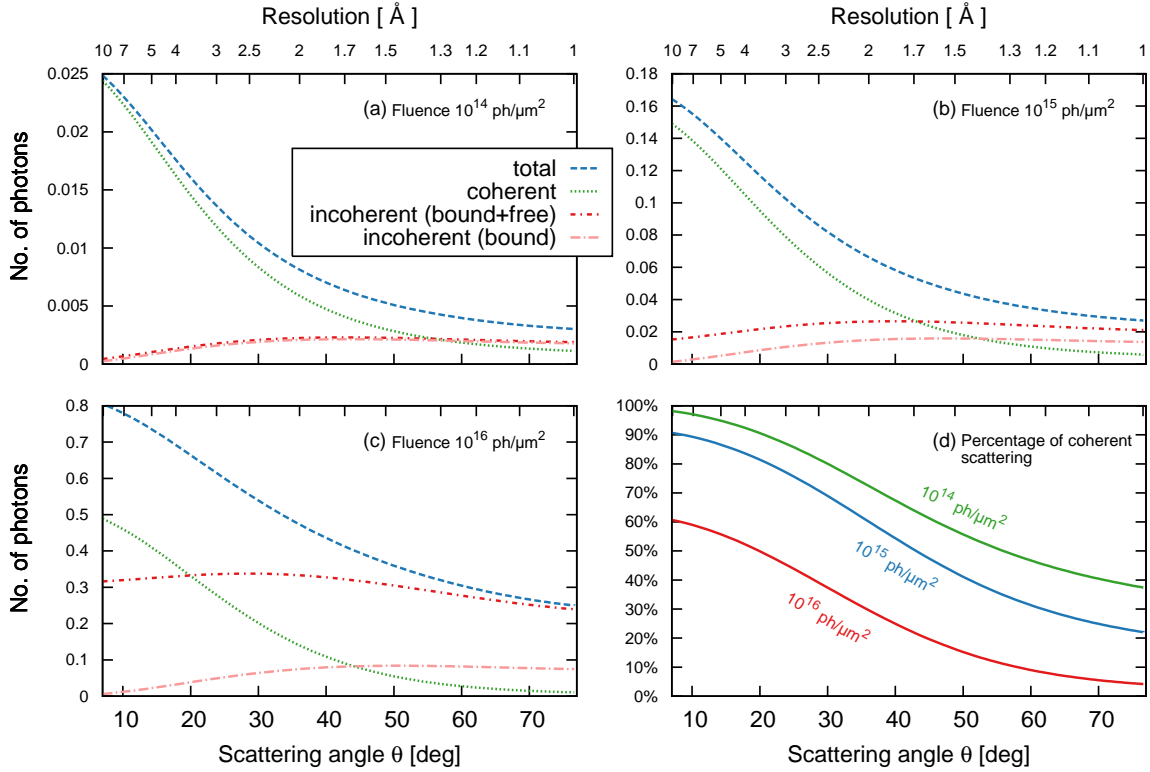 Resolution [ Å ]
Resolution [ Å ]
10 7 5 4 3 2.5 2 1.7 1.5 1.3 1.2 1.1 1
10 7 5 4 3 2.5 2 1.7 1.5 1.3 1.2 1.1 1
No. of photons
0.025
0.02
0.015
0.01
0.005
0
(a) Fluence 10¹⁴ ph/µm²
total
coherent
incoherent (bound+free)
incoherent (bound)
0.18
0.16
0.14
0.12
0.1
0.08
0.06
0.04
0.02
0
(b) Fluence 10¹⁵ ph/µm²
No. of photons
0.8
0.7
0.6
0.5
0.4
0.3
0.2
0.1
0
(c) Fluence 10¹⁶ ph/µm²
10 20 30 40 50 60 70
Scattering angle θ [deg]
100%
90%
80%
70%
60%
50%
40%
30%
20%
10%
0%
(d) Percentage of coherent
scattering
10¹⁴ ph/µm²
10¹⁵ ph/µm²
10¹⁶ ph/µm²
10 20 30 40 50 60 70
Scattering angle θ [deg]